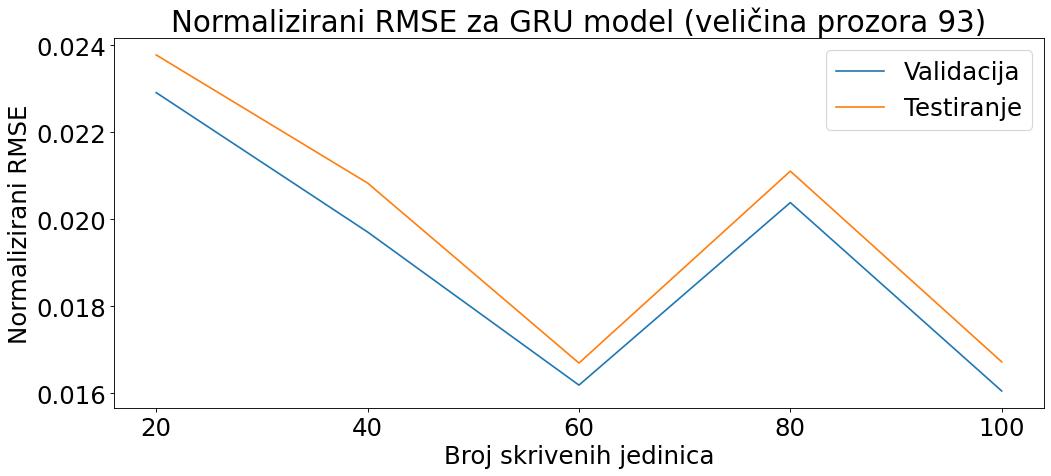 Normalizirani RMSE za GRU model (veličina prozora 93)
Normalizirani RMSE
0.024
0.022
0.020
0.018
0.016
Validacija
Testiranje
20 40 60 80 100
Broj skrivenih jedinica